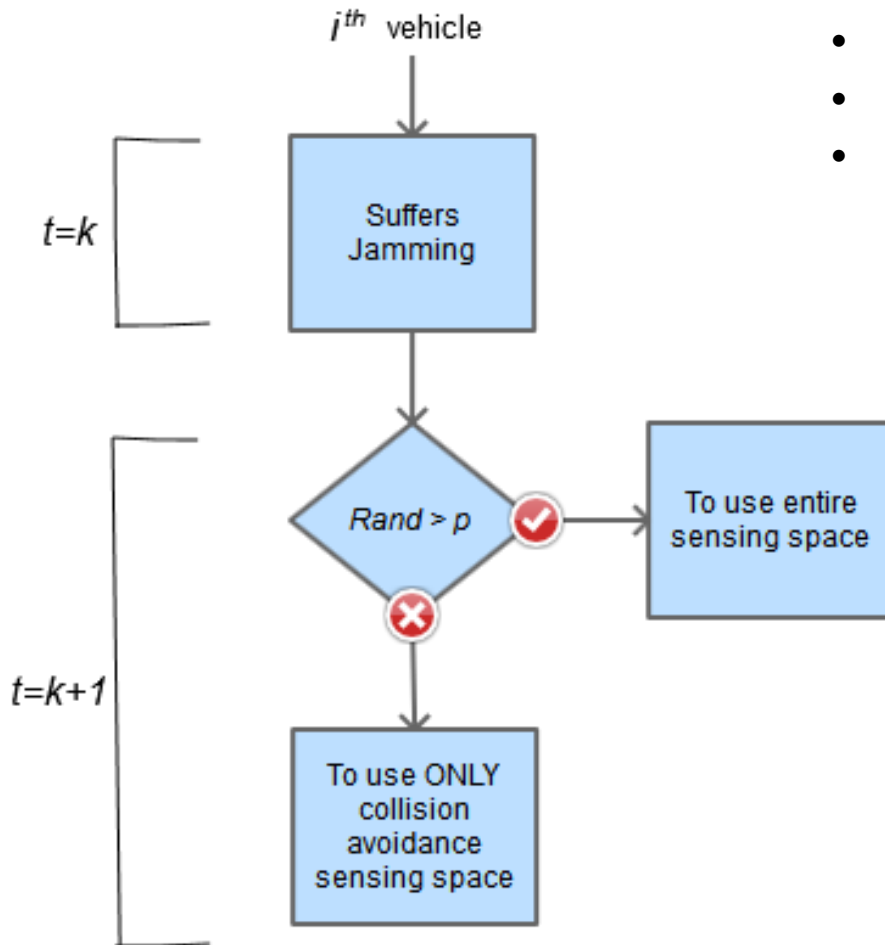 i^th vehicle
Suffers
Jamming
t=k
Rand > p
To use entire
sensing space
t=k+1
To use ONLY
collision
avoidance
sensing space